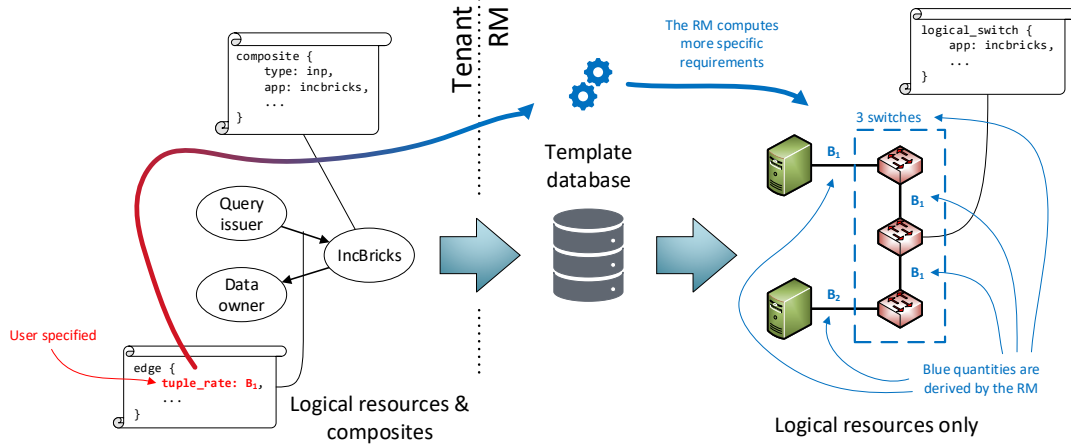 composite {
type: inp,
app: incbricks,
...
}
Tenant
RM
The RM computes
more specific
requirements
logical_switch {
app: incbricks,
...
}
3 switches
Template
database
B1
B1
B1
B2
Query
issuer
IncBricks
Data
owner
User specified
edge {
tuple_rate: B1,
...
}
Logical resources &
composites
Blue quantities are
derived by the RM
Logical resources only